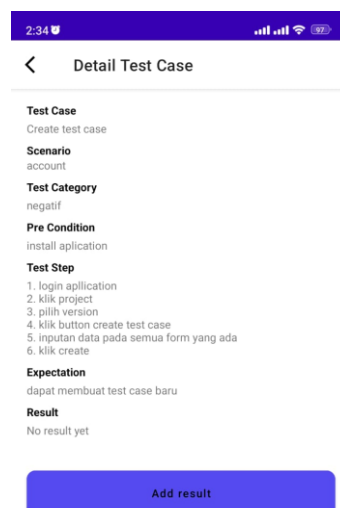 2:34
97
Detail Test Case
Test Case
Create test case
Scenario
account
Test Category
negatif
Pre Condition
install aplication
Test Step
1. login apllication
2. klik project
3. pilih version
4. klik button create test case
5. inputan data pada semua form yang ada
6. klik create
Expectation
dapat membuat test case baru
Result
No result yet
Add result